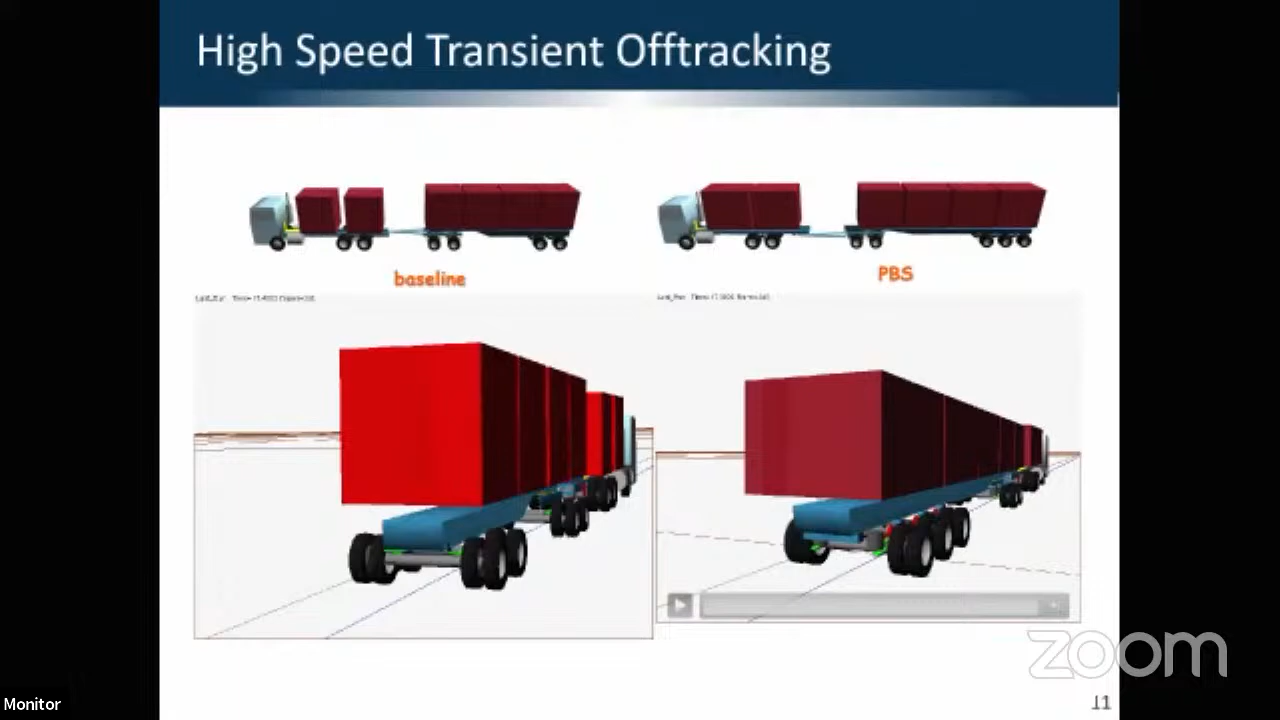 High Speed Transient Offtracking
baseline
PBS
zoom
Monitor
11